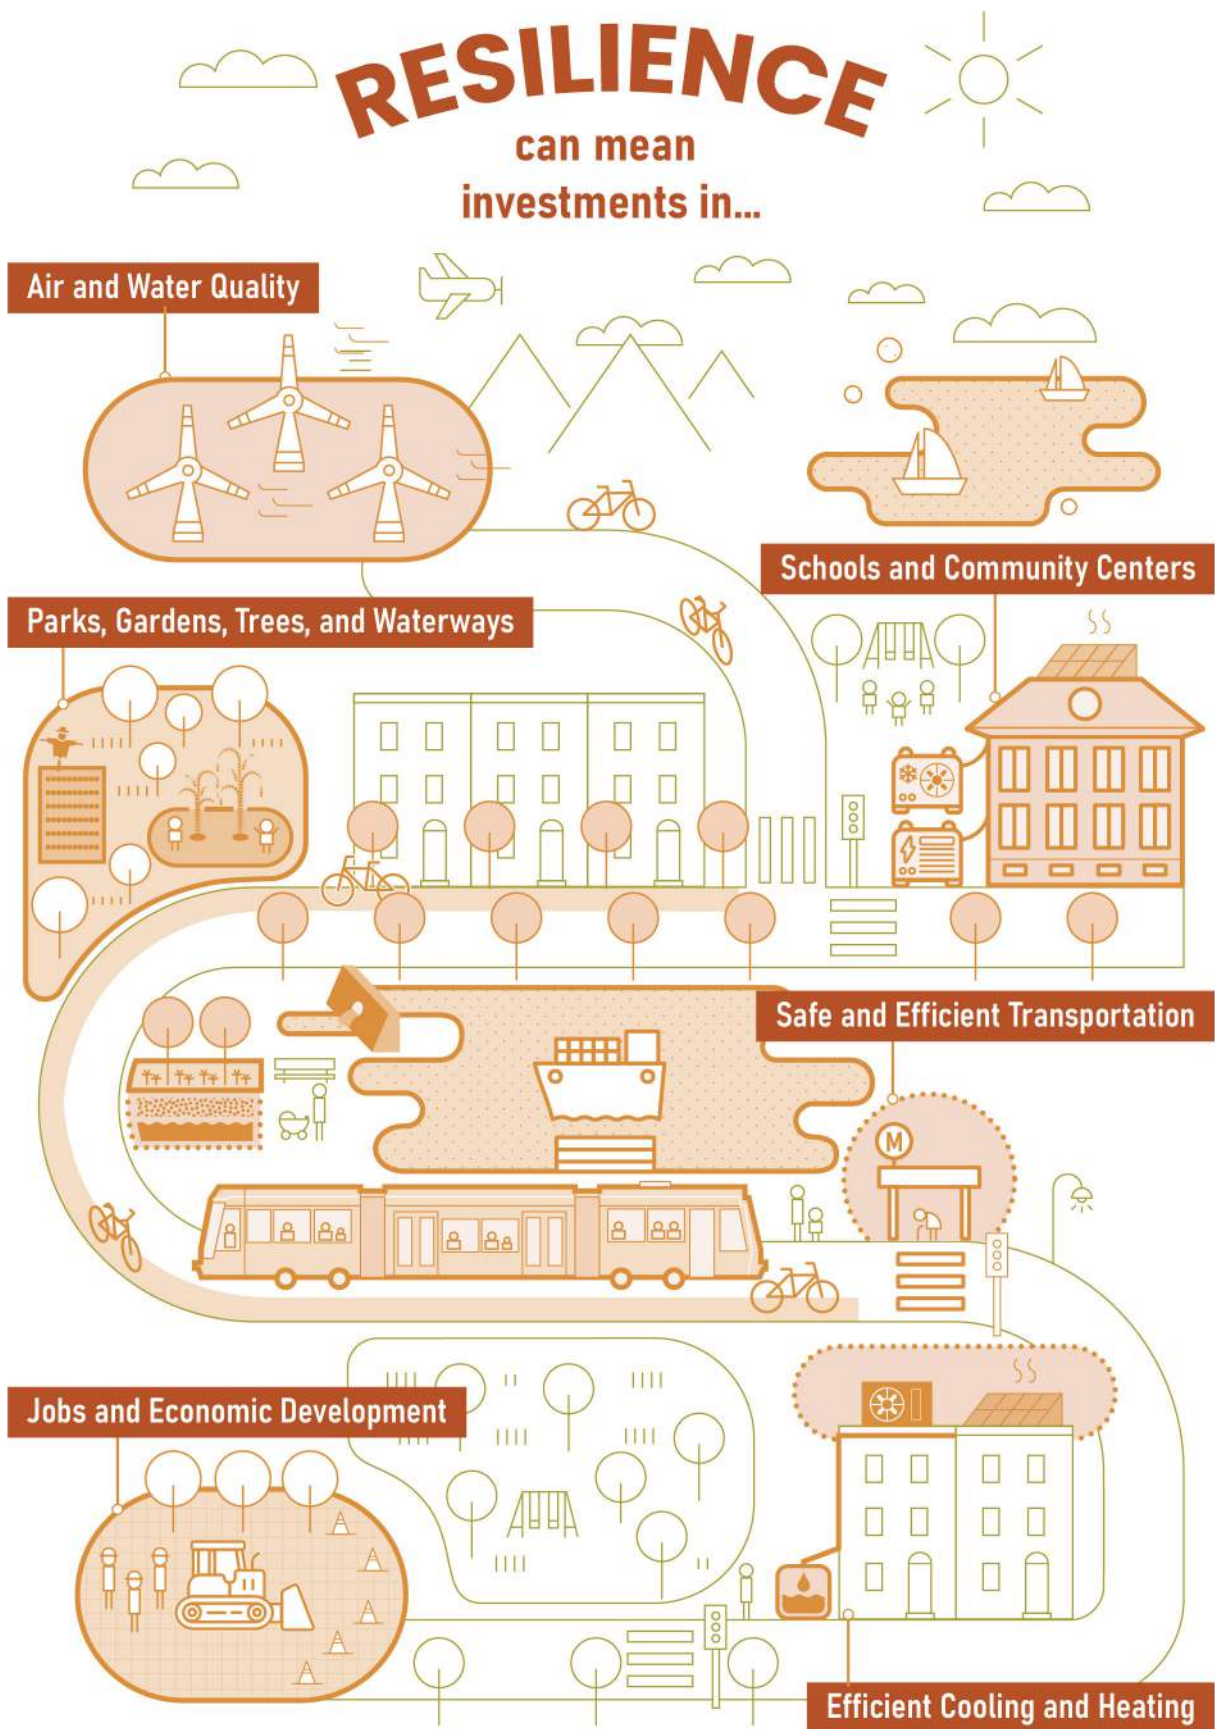 RESILIENCE
can mean
investments in...
Air and Water Quality
Schools and Community Centers
Parks, Gardens, Trees, and Waterways
Safe and Efficient Transportation
M
Jobs and Economic Development
Efficient Cooling and Heating